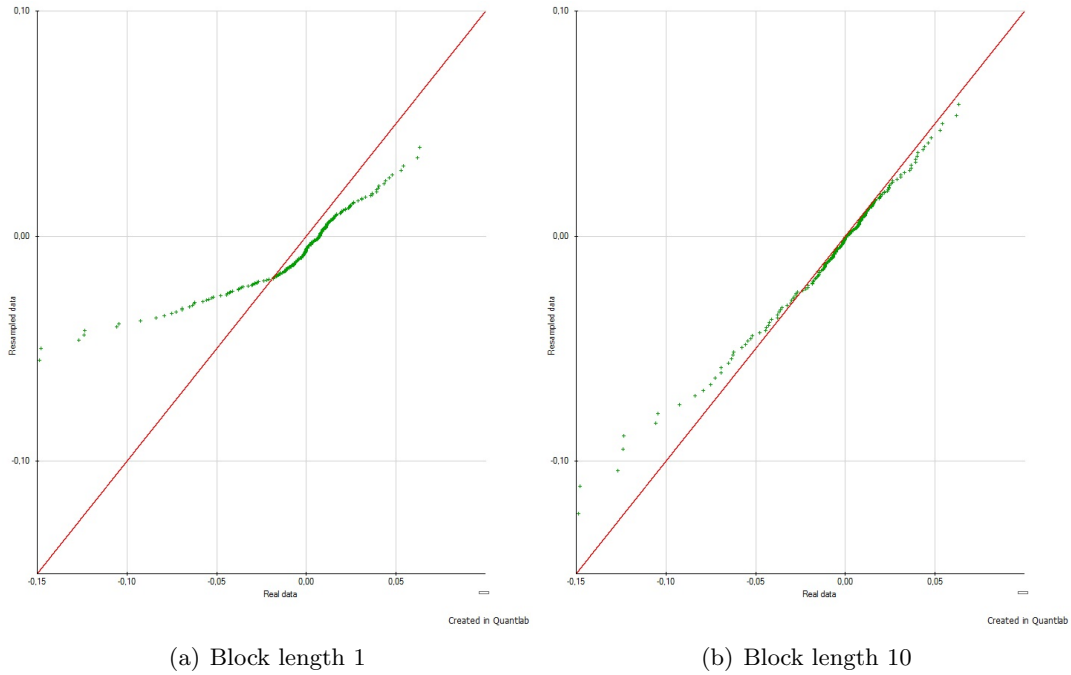 0,10
0,00
-0,10
Resampled data
-0,15
-0,10
-0,05
0,00
0,05
Real data
Created in Quantlab
(a) Block length 1
0,10
0,00
-0,10
Resampled data
-0,15
-0,10
-0,05
0,00
0,05
Real data
Created in Quantlab
(b) Block length 10